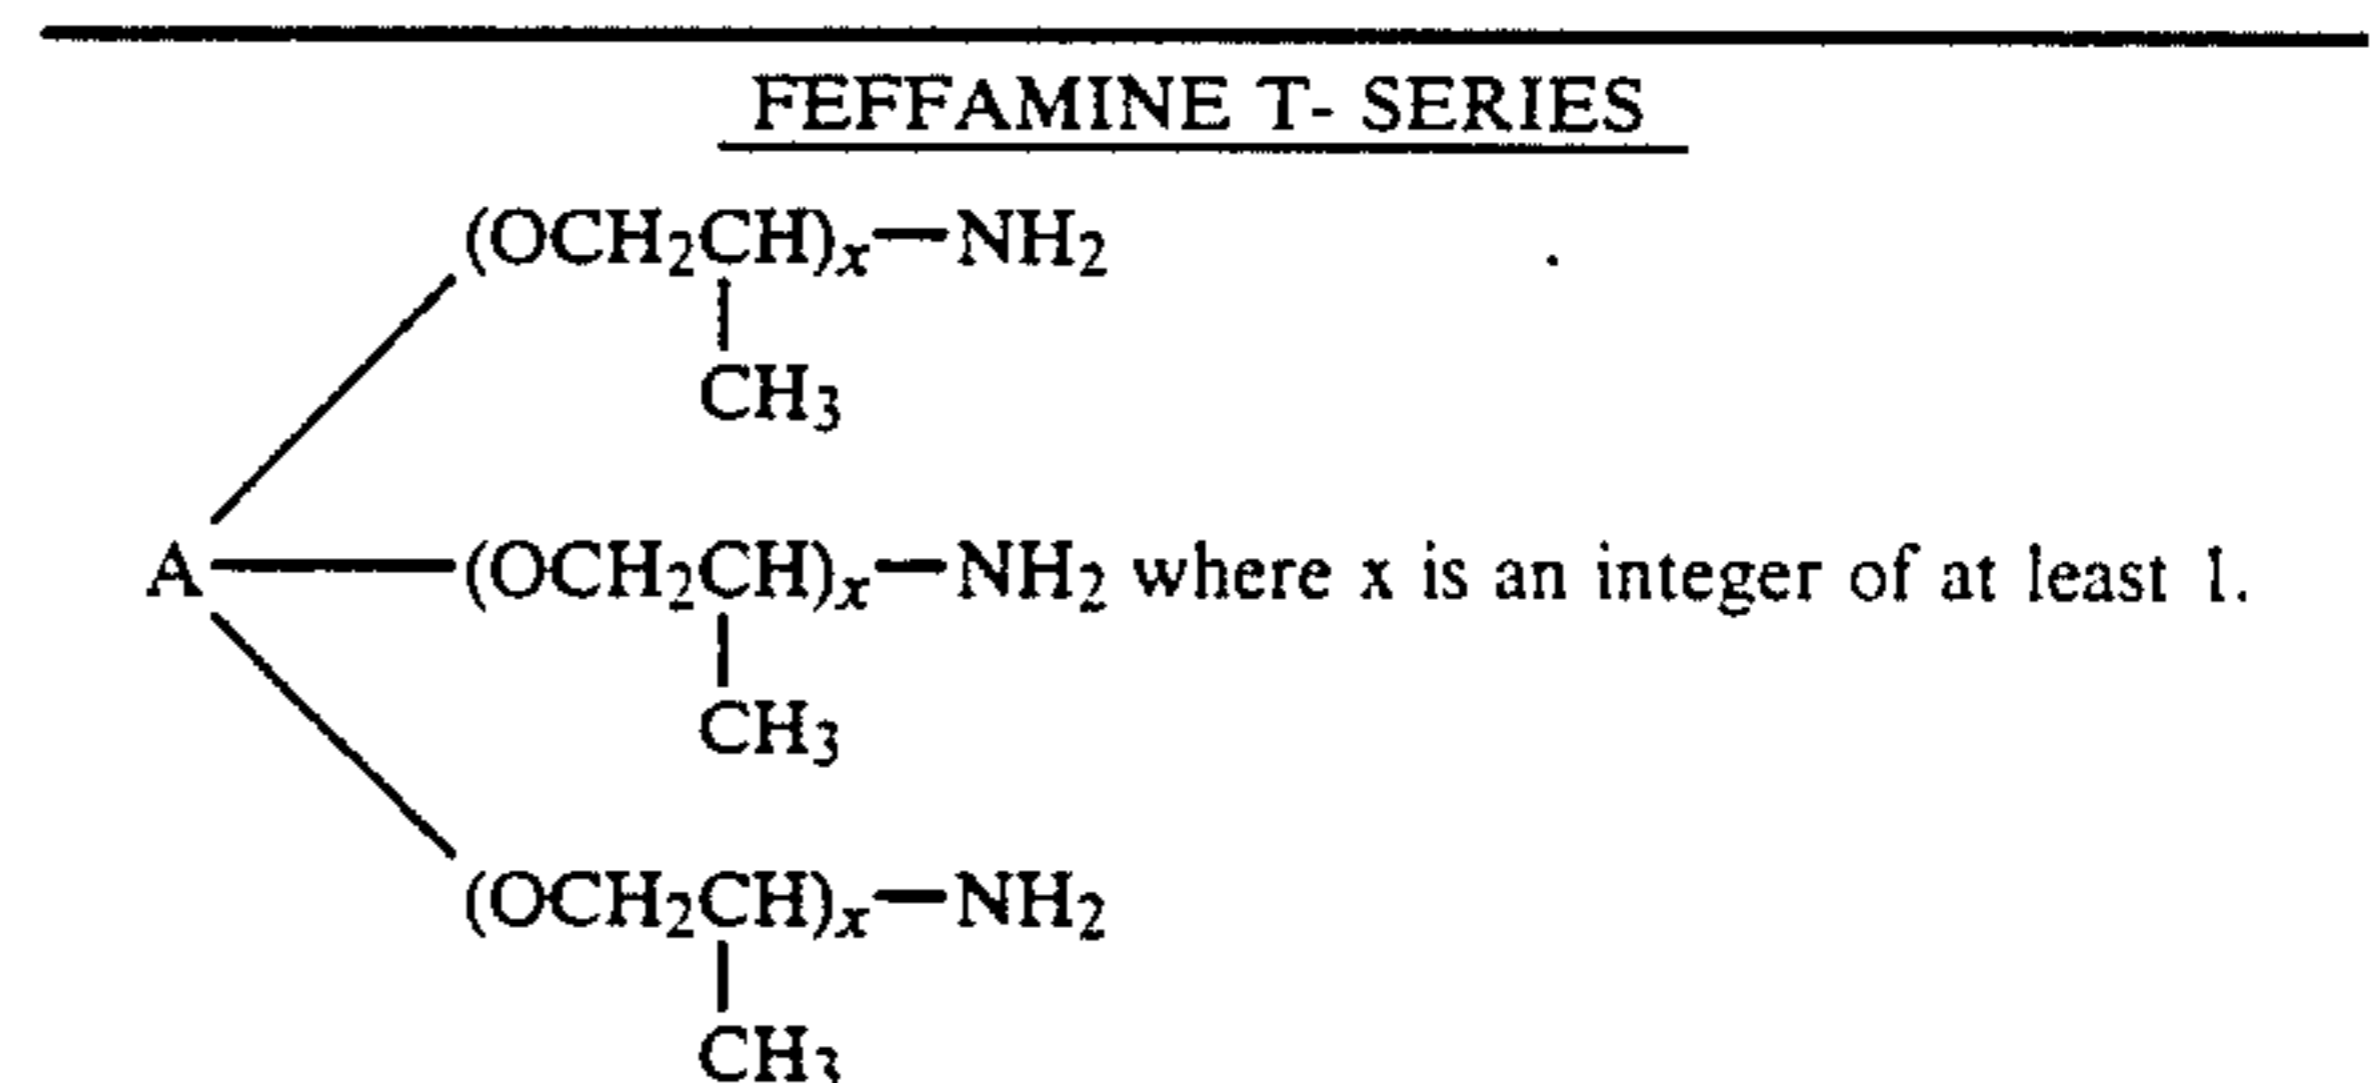 FEFFAMINE T- SERIES
(OCH2CH)x—NH2
CH3
A—(OCH2CH)x—NH2 where x is an integer of at least 1.
CH3
(OCH2CH)x—NH2
CH3